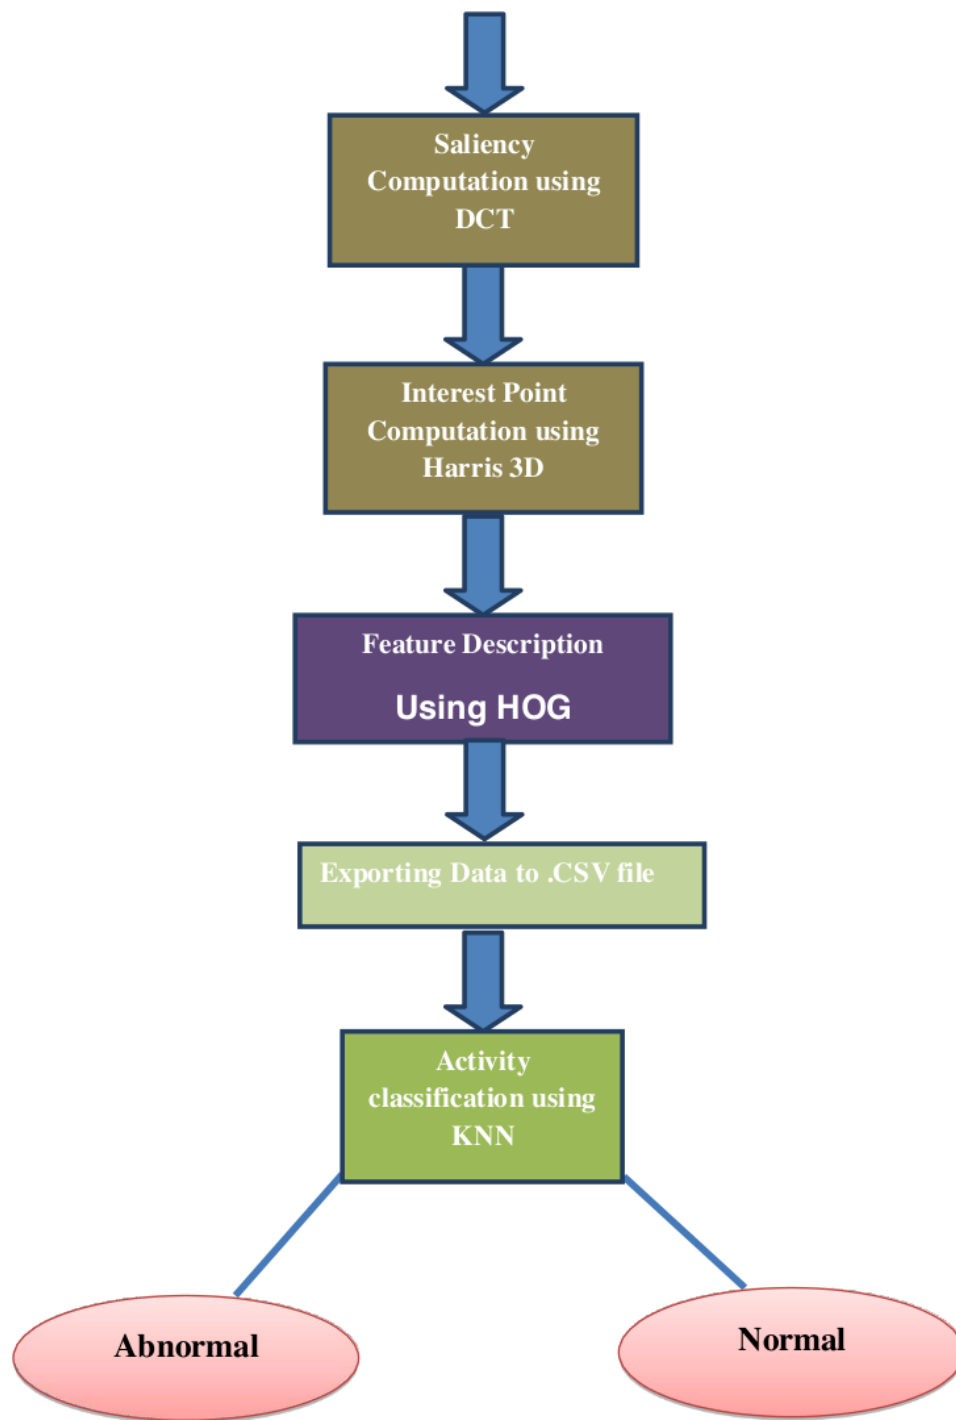 Saliency
Computation using
DCT
Interest Point
Computation using
Harris 3D
Feature Description
Using HOG
Exporting Data to .CSV file
Activity
classification using
KNN
Abnormal
Normal